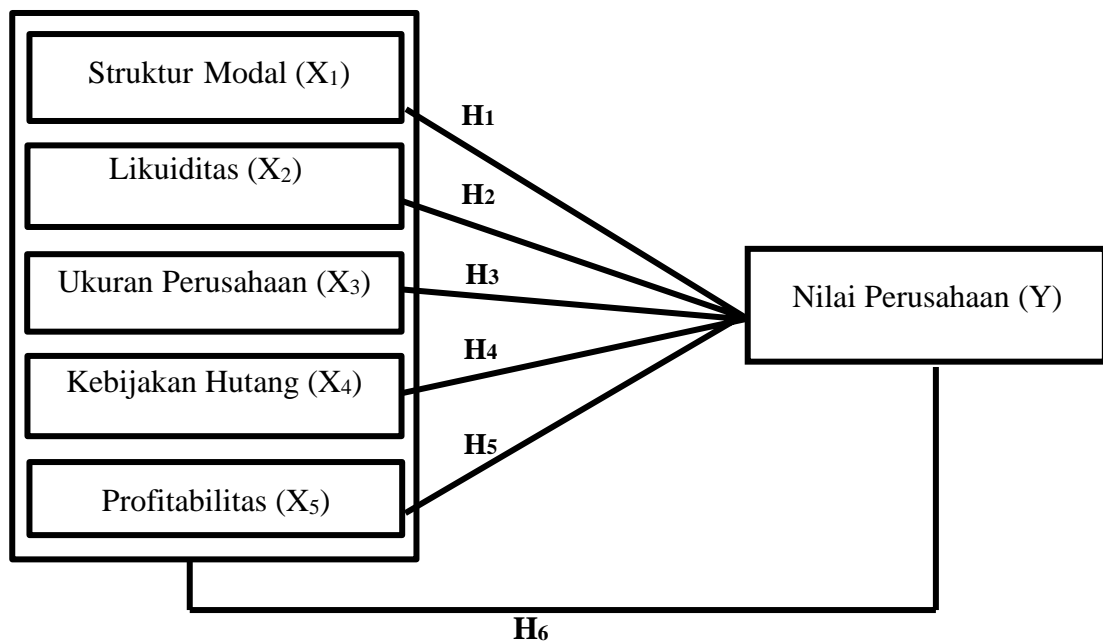 Struktur Modal (X₁)
H1
Likuiditas (X₂)
H2
Ukuran Perusahaan (X₃)
H3
Nilai Perusahaan (Y)
H4
Kebijakan Hutang (X₄)
H5
Profitabilitas (X₅)
H₆